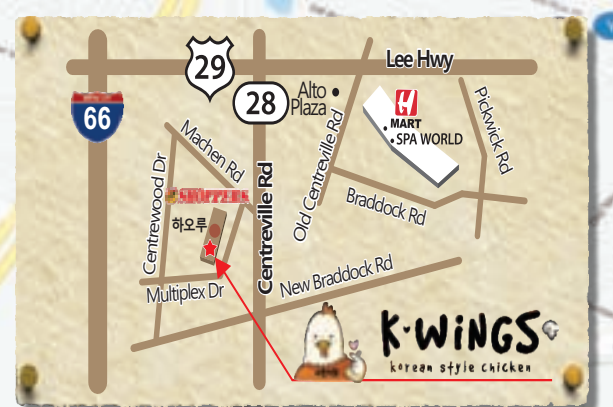 Lee Hwy
29
28
66
Alto
Plaza
H
MART
SPA WORLD
Pickwick Rd
Old Centreville Rd
Braddock Rd
Machen Rd
Centrewood Dr
SHOPPERS
하오루
Centreville Rd
Multiplex Dr
New Braddock Rd
K·WiNGS
korean style chicken